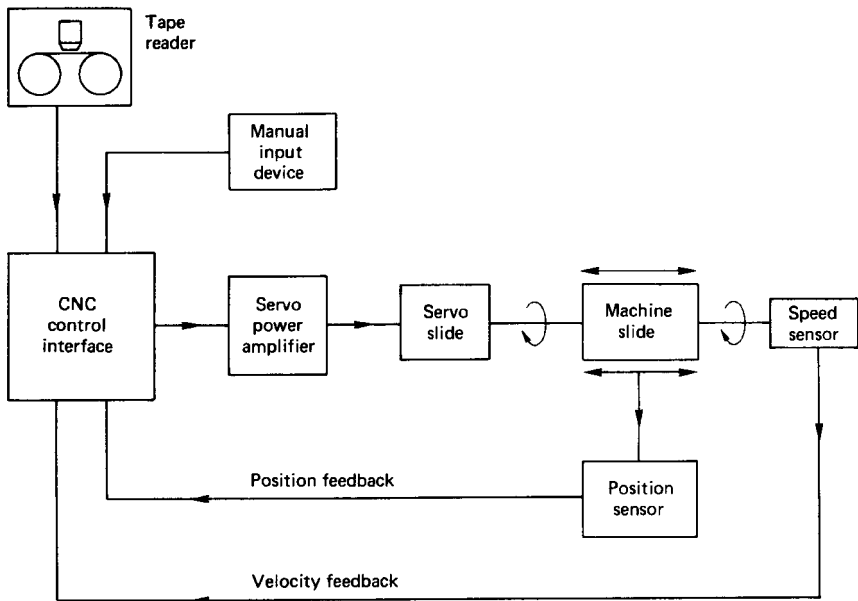 Tape
reader
Manual
input
device
CNC
control
interface
Servo
power
amplifier
Servo
slide
Machine
slide
Speed
sensor
Position feedback
Position
sensor
Velocity feedback